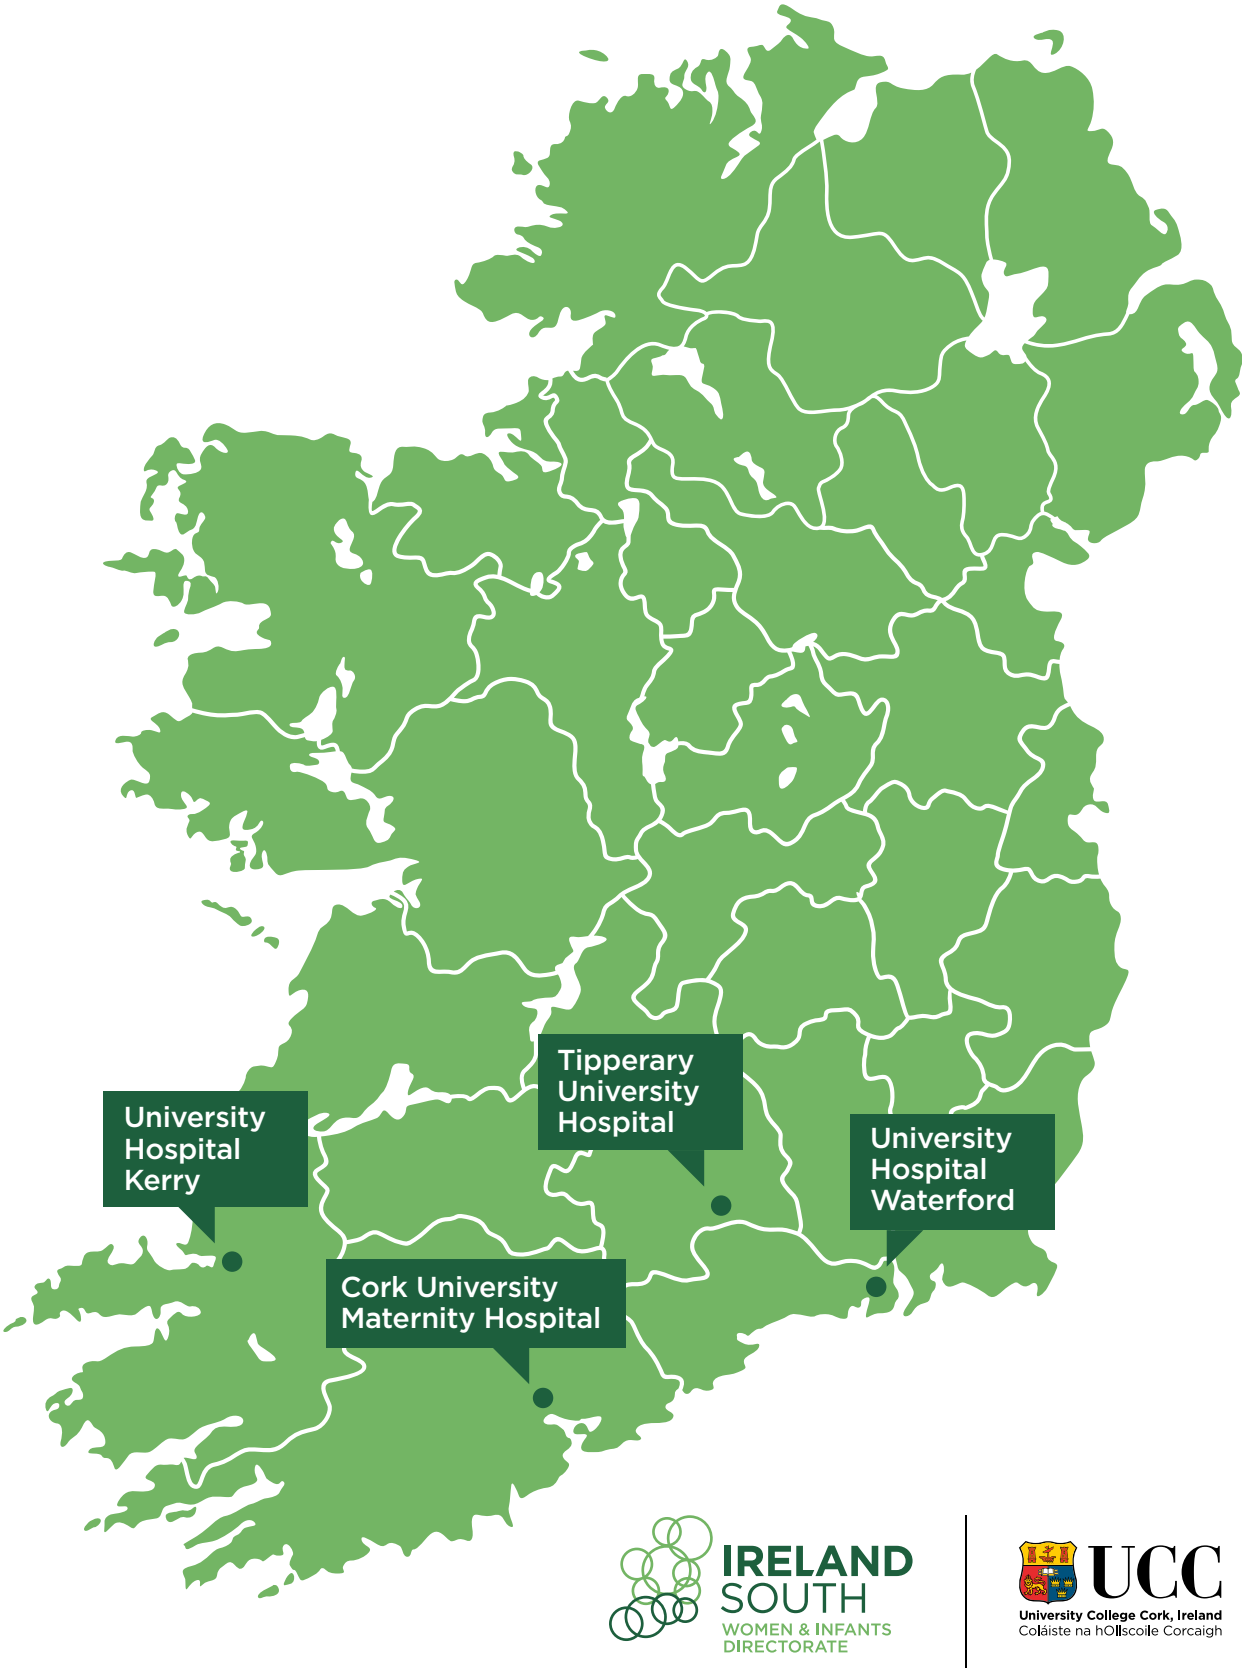 Tipperary
University
Hospital
University
Hospital
Kerry
University
Hospital
Waterford
Cork University
Maternity Hospital
IRELAND
SOUTH
WOMEN & INFANTS
DIRECTORATE
UCC
University College Cork, Ireland
Coláiste na hOllscoile Corcaigh